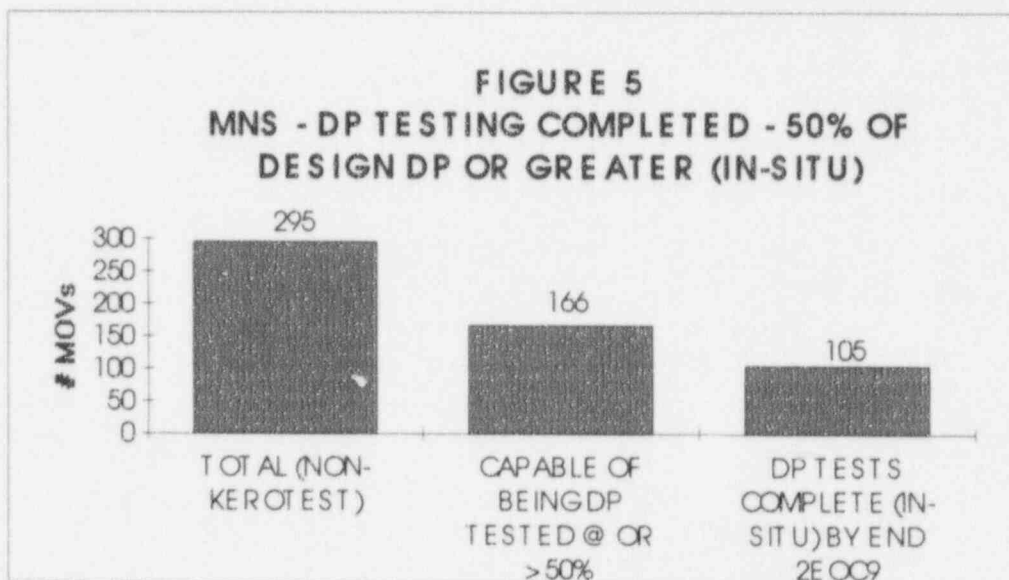 FIGURE 5
MNS - DP TESTING COMPLETED - 50% OF
DESIGN DP OR GREATER (IN-SITU)
# MOVs
300
250
200
150
100
50
0
295
166
105
TOTAL (NON-
KEROTEST)
CAPABLE OF
BEING DP
TESTED @ OR
>50%
DP TESTS
COMPLETE (IN-
SITU) BY END
2EOC9